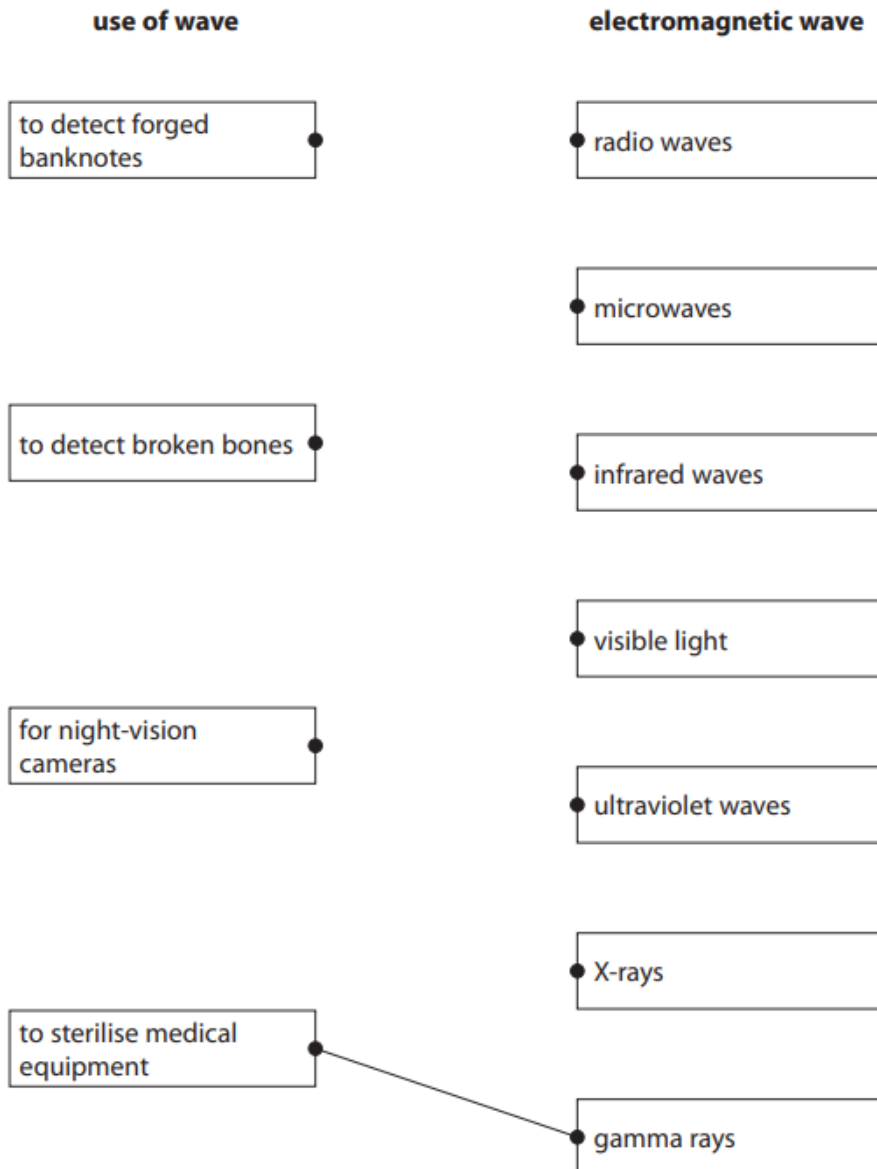 use of wave
electromagnetic wave
to detect forged
banknotes
radio waves
microwaves
to detect broken bones
infrared waves
visible light
for night-vision
cameras
ultraviolet waves
X-rays
to sterilise medical
equipment
gamma rays